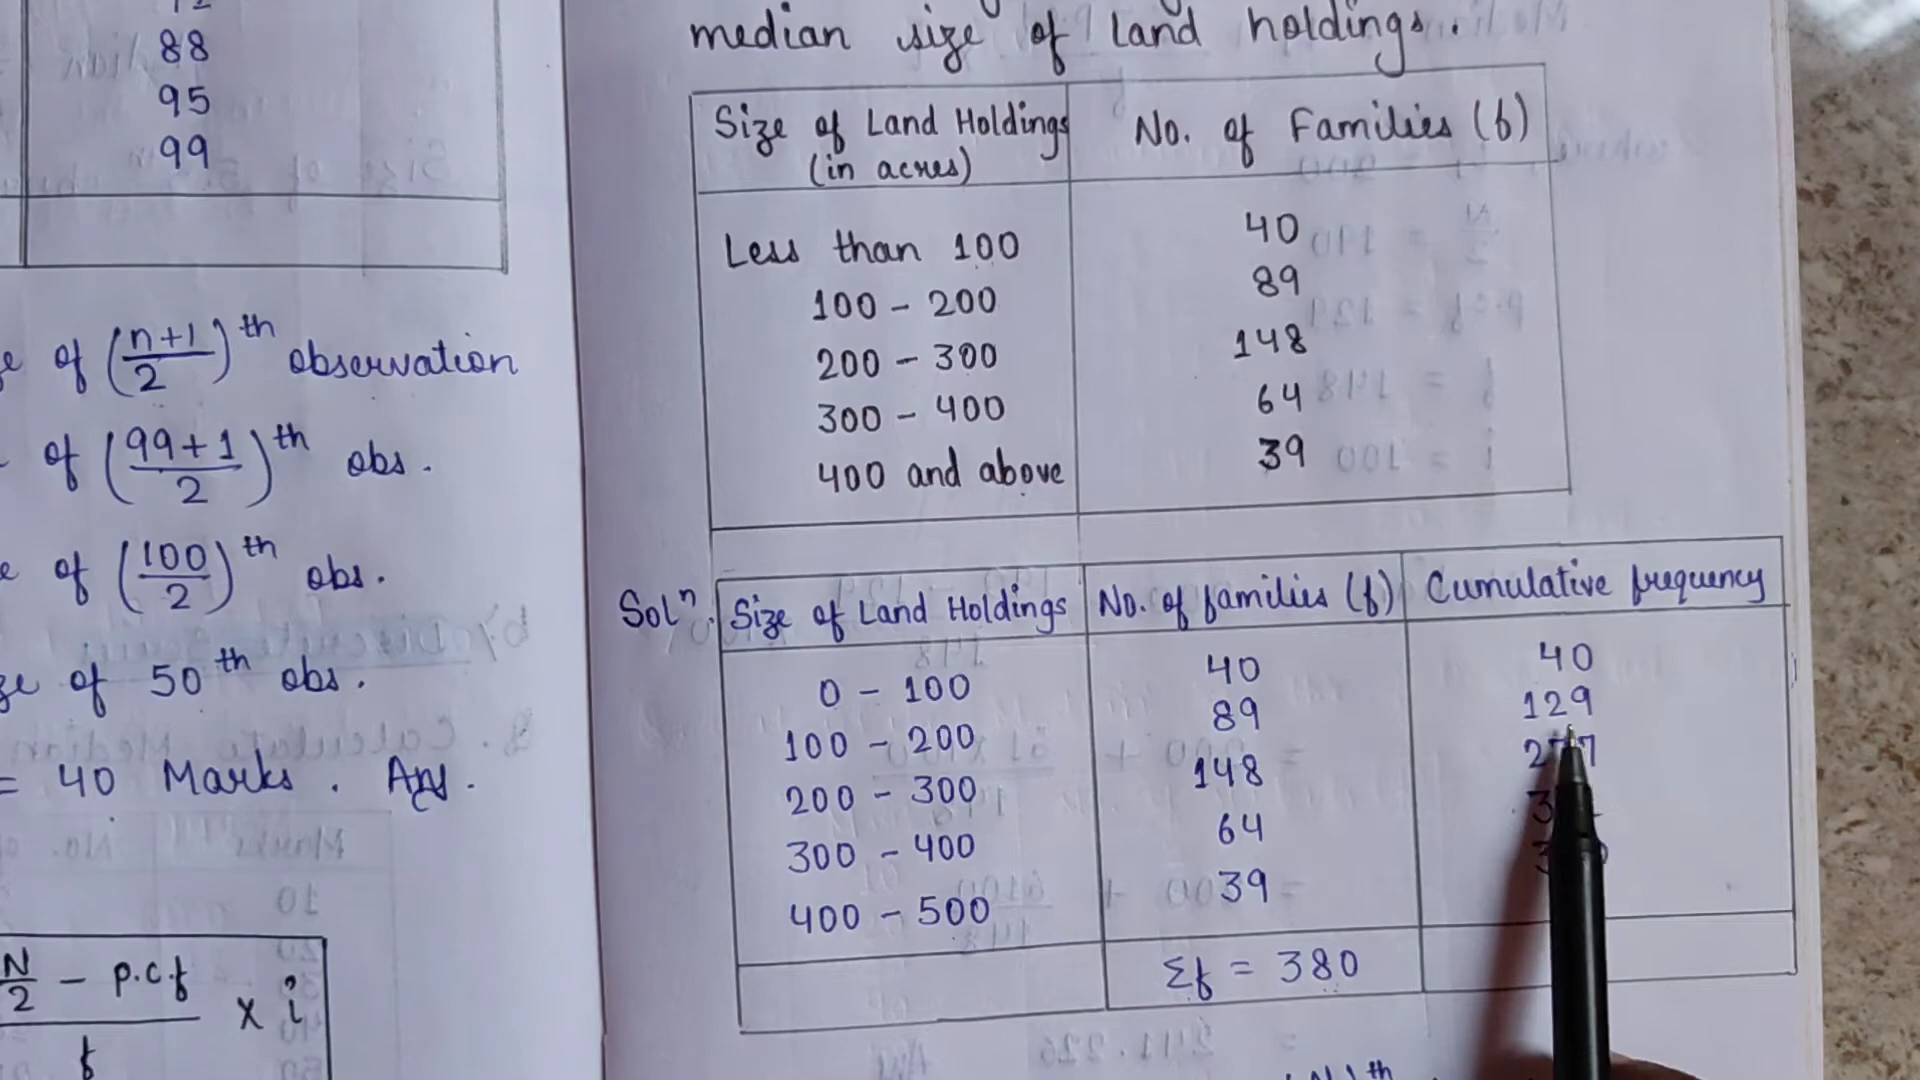 88
95
99
of (n+1/2)th observation
of (99+1/2)th obs.
of (100/2)th obs.
of 50th obs.
= 40 Marks. Ans.
N/2 - p.cf
f
x i
median size of land holdings.
Size of Land Holdings (in acres) No. of Families (f)
Less than 100 40
100 - 200 89
200 - 300 148
300 - 400 64
400 and above 39
Solⁿ. Size of Land Holdings No. of families (f) Cumulative frequency
0 - 100 40 40
100 - 200 89 129
200 - 300 148
300 - 400 64
400 - 500 39
Σf = 380